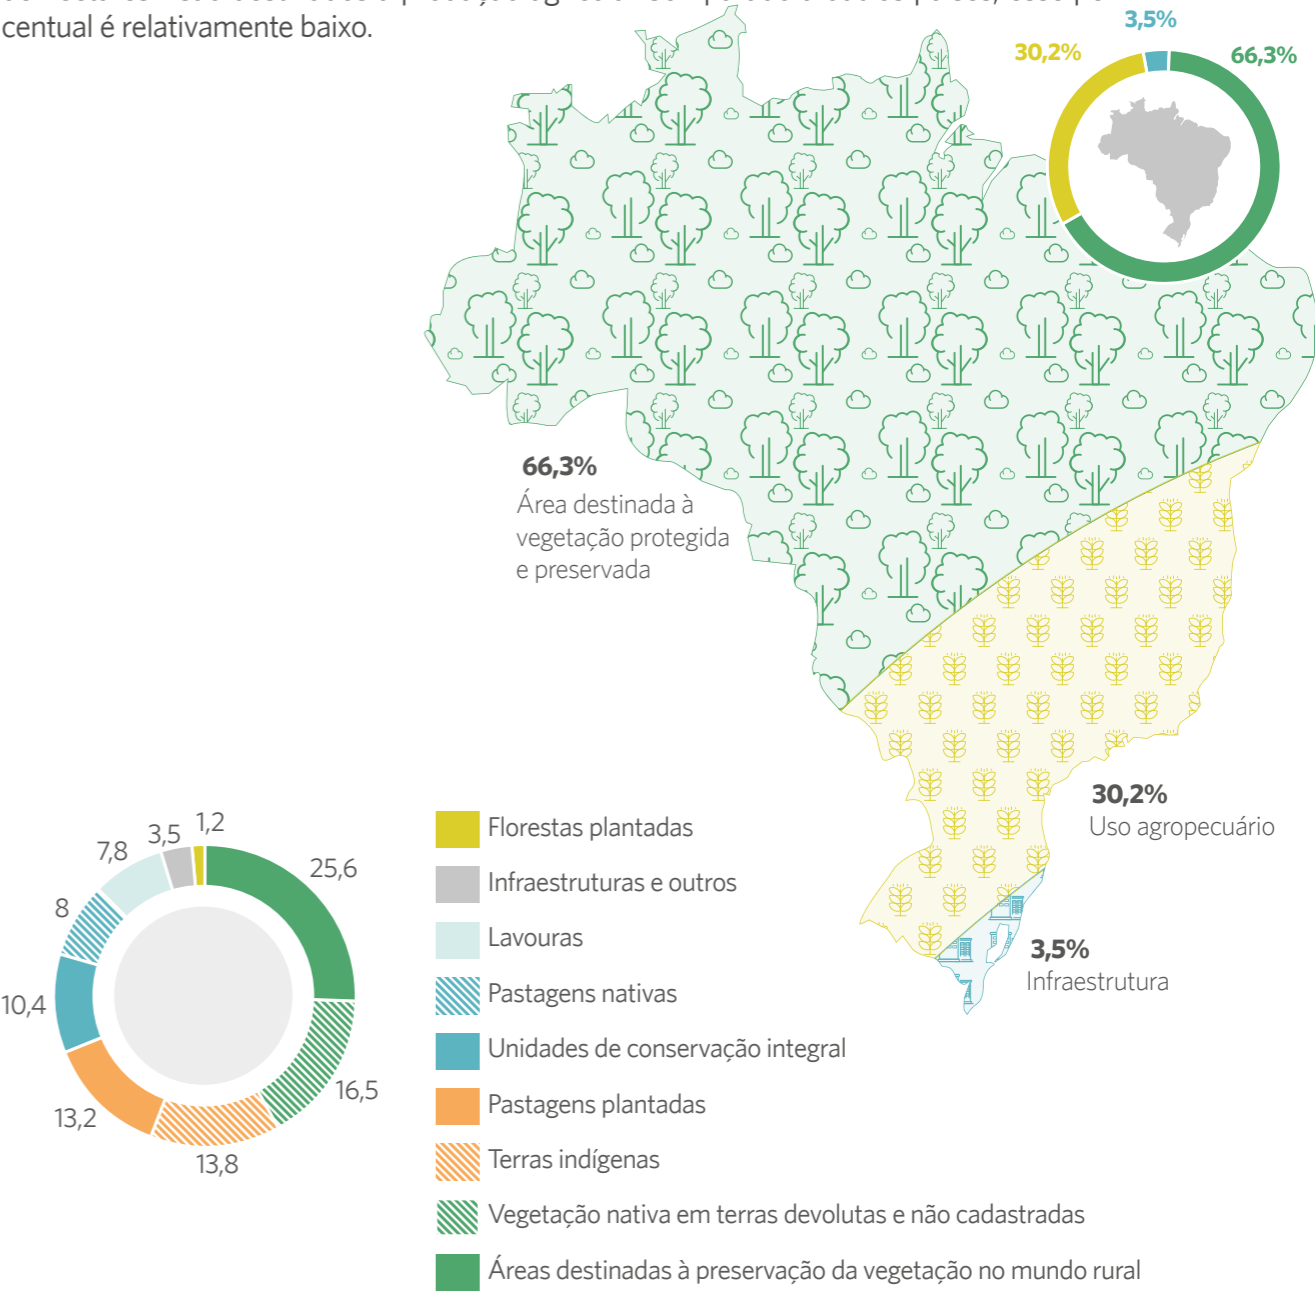 centual é relativamente baixo.
3,5%
30,2%
66,3%
66,3%
Área destinada à
vegetação protegida
e preservada
30,2%
Uso agropecuário
3,5%
Infraestrutura
1,2
3,5
7,8
8
10,4
13,2
13,8
16,5
25,6
Florestas plantadas
Infraestruturas e outros
Lavouras
Pastagens nativas
Unidades de conservação integral
Pastagens plantadas
Terras indígenas
Vegetação nativa em terras devolutas e não cadastradas
Áreas destinadas à preservação da vegetação no mundo rural